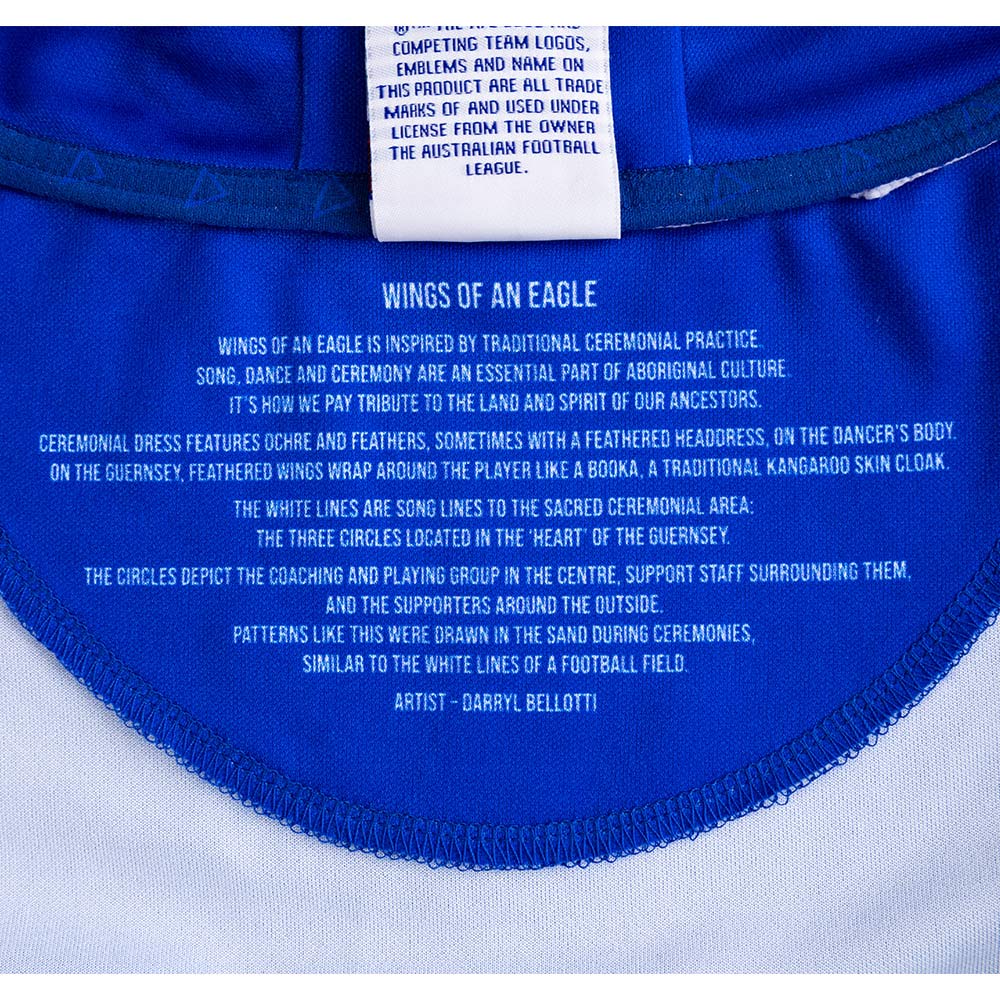 COMPETING TEAM LOGOS,
EMBLEMS AND NAME ON
THIS PRODUCT ARE ALL TRADE
MARKS OF AND USED UNDER
LICENSE FROM THE OWNER
THE AUSTRALIAN FOOTBALL
LEAGUE.
WINGS OF AN EAGLE
WINGS OF AN EAGLE IS INSPIRED BY TRADITIONAL CEREMONIAL PRACTICE.
SONG, DANCE AND CEREMONY ARE AN ESSENTIAL PART OF ABORIGINAL CULTURE.
IT'S HOW WE PAY TRIBUTE TO THE LAND AND SPIRIT OF OUR ANCESTORS.
CEREMONIAL DRESS FEATURES OCHRE AND FEATHERS, SOMETIMES WITH A FEATHERED HEADDRESS, ON THE DANCER'S BODY.
ON THE GUERNSEY, FEATHERED WINGS WRAP AROUND THE PLAYER LIKE A BOOKA, A TRADITIONAL KANGAROO SKIN CLOAK.
THE WHITE LINES ARE SONG LINES TO THE SACRED CEREMONIAL AREA:
THE THREE CIRCLES LOCATED IN THE 'HEART' OF THE GUERNSEY.
THE CIRCLES DEPICT THE COACHING AND PLAYING GROUP IN THE CENTRE, SUPPORT STAFF SURROUNDING THEM,
AND THE SUPPORTERS AROUND THE OUTSIDE.
PATTERNS LIKE THIS WERE DRAWN IN THE SAND DURING CEREMONIES,
SIMILAR TO THE WHITE LINES OF A FOOTBALL FIELD.
ARTIST - DARRYL BELLOTTI